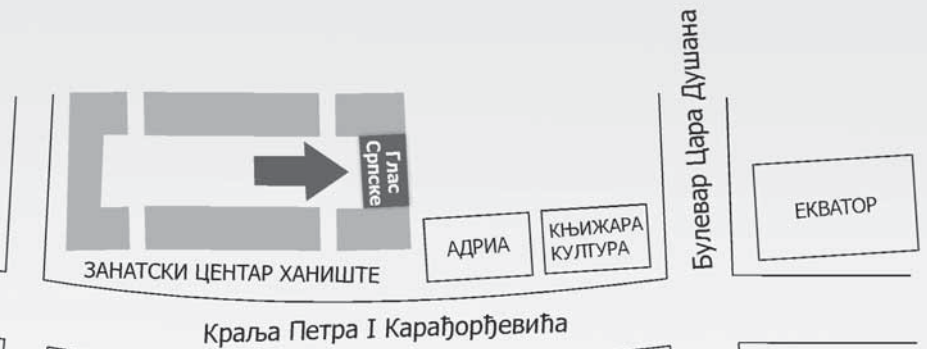 Глас
Српске
АДРИА
КЊИЖАРА
КУЛТУРА
ЗАНАТСКИ ЦЕНТАР ХАНИШТЕ
Краља Петра I Карађорђевића
Булевар Цара Душана
ЕКВАТОР